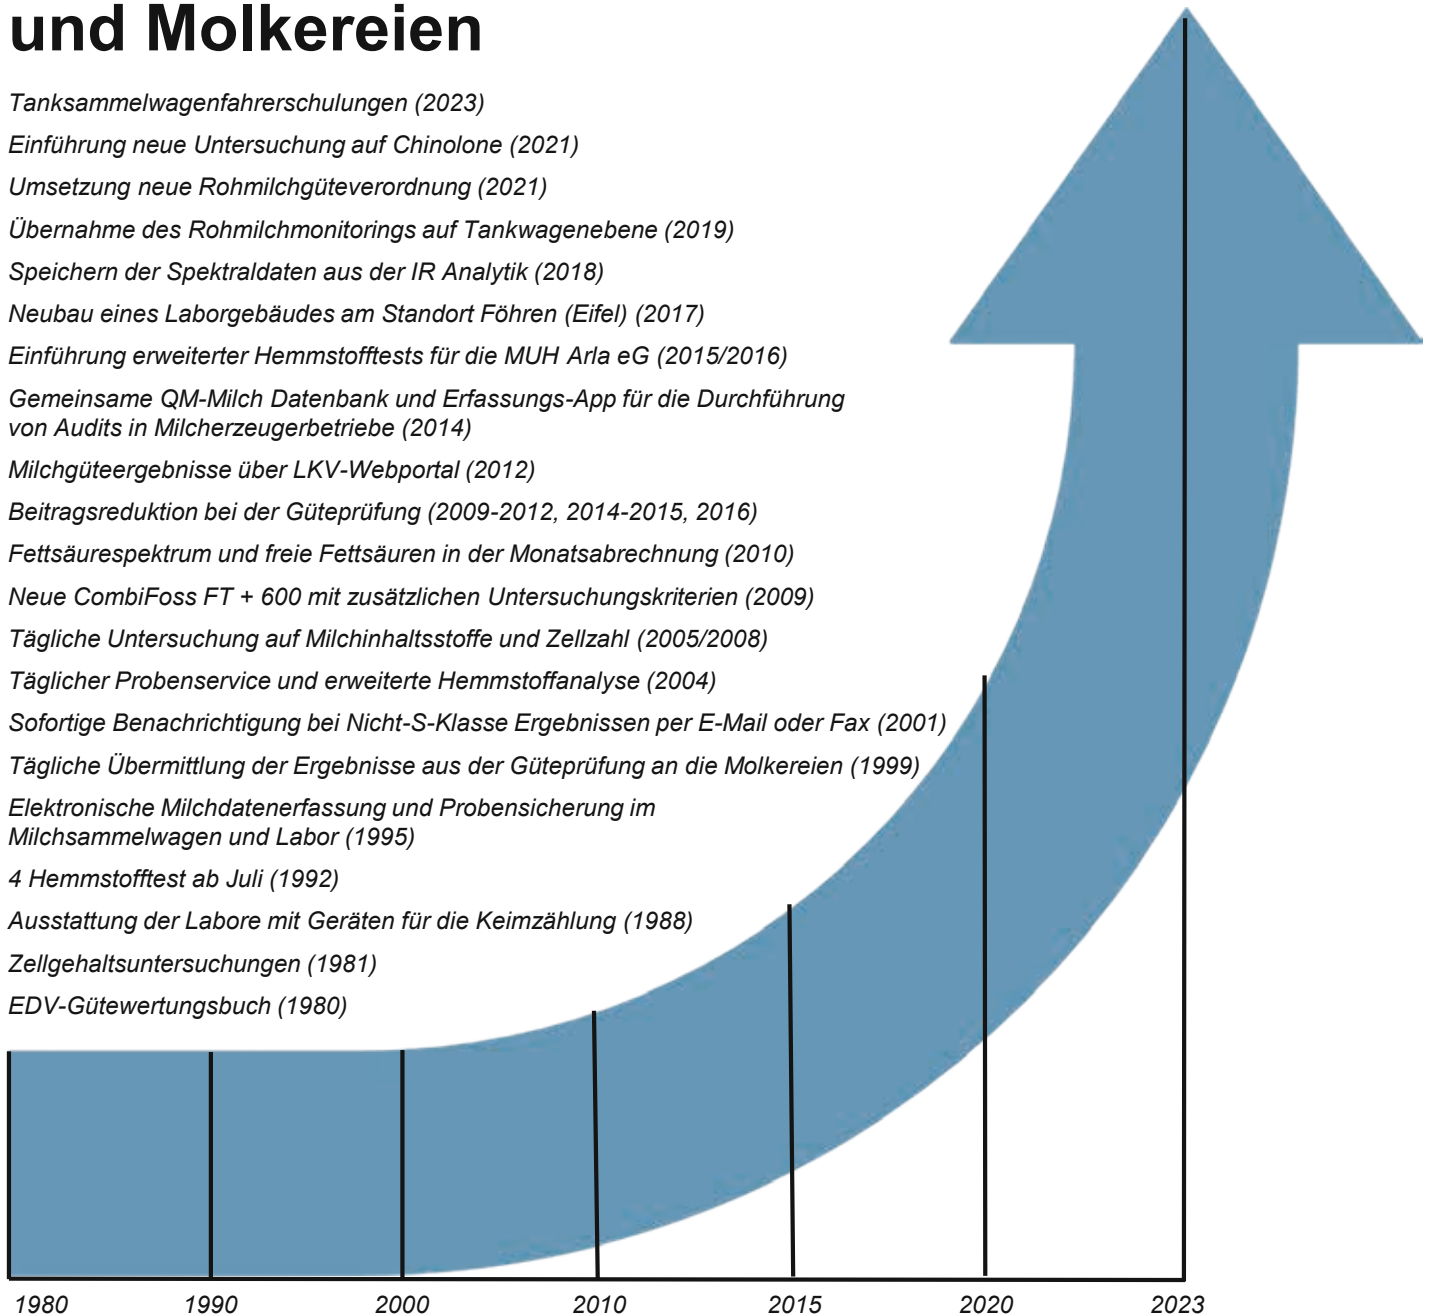 und Molkereien
Tanksammelwagenfahrerschulungen (2023)
Einführung neue Untersuchung auf Chinolone (2021)
Umsetzung neue Rohmilchgüteverordnung (2021)
Übernahme des Rohmilchmonitorings auf Tankwagenebene (2019)
Speichern der Spektraldaten aus der IR Analytik (2018)
Neubau eines Laborgebäudes am Standort Föhren (Eifel) (2017)
Einführung erweiterter Hemmstofftests für die MUH Arla eG (2015/2016)
Gemeinsame QM-Milch Datenbank und Erfassungs-App für die Durchführung
von Audits in Milcherzeugerbetriebe (2014)
Milchgüteergebnisse über LKV-Webportal (2012)
Beitragsreduktion bei der Güteprüfung (2009-2012, 2014-2015, 2016)
Fettsäurespektrum und freie Fettsäuren in der Monatsabrechnung (2010)
Neue CombiFoss FT + 600 mit zusätzlichen Untersuchungskriterien (2009)
Tägliche Untersuchung auf Milchinhaltsstoffe und Zellzahl (2005/2008)
Täglicher Probenservice und erweiterte Hemmstoffanalyse (2004)
Sofortige Benachrichtigung bei Nicht-S-Klasse Ergebnissen per E-Mail oder Fax (2001)
Tägliche Übermittlung der Ergebnisse aus der Güteprüfung an die Molkereien (1999)
Elektronische Milchdatenerfassung und Probensicherung im
Milchsammelwagen und Labor (1995)
4 Hemmstofftest ab Juli (1992)
Ausstattung der Labore mit Geräten für die Keimzählung (1988)
Zellgehaltsuntersuchungen (1981)
EDV-Gütewertungsbuch (1980)
1980 1990 2000 2010 2015 2020 2023